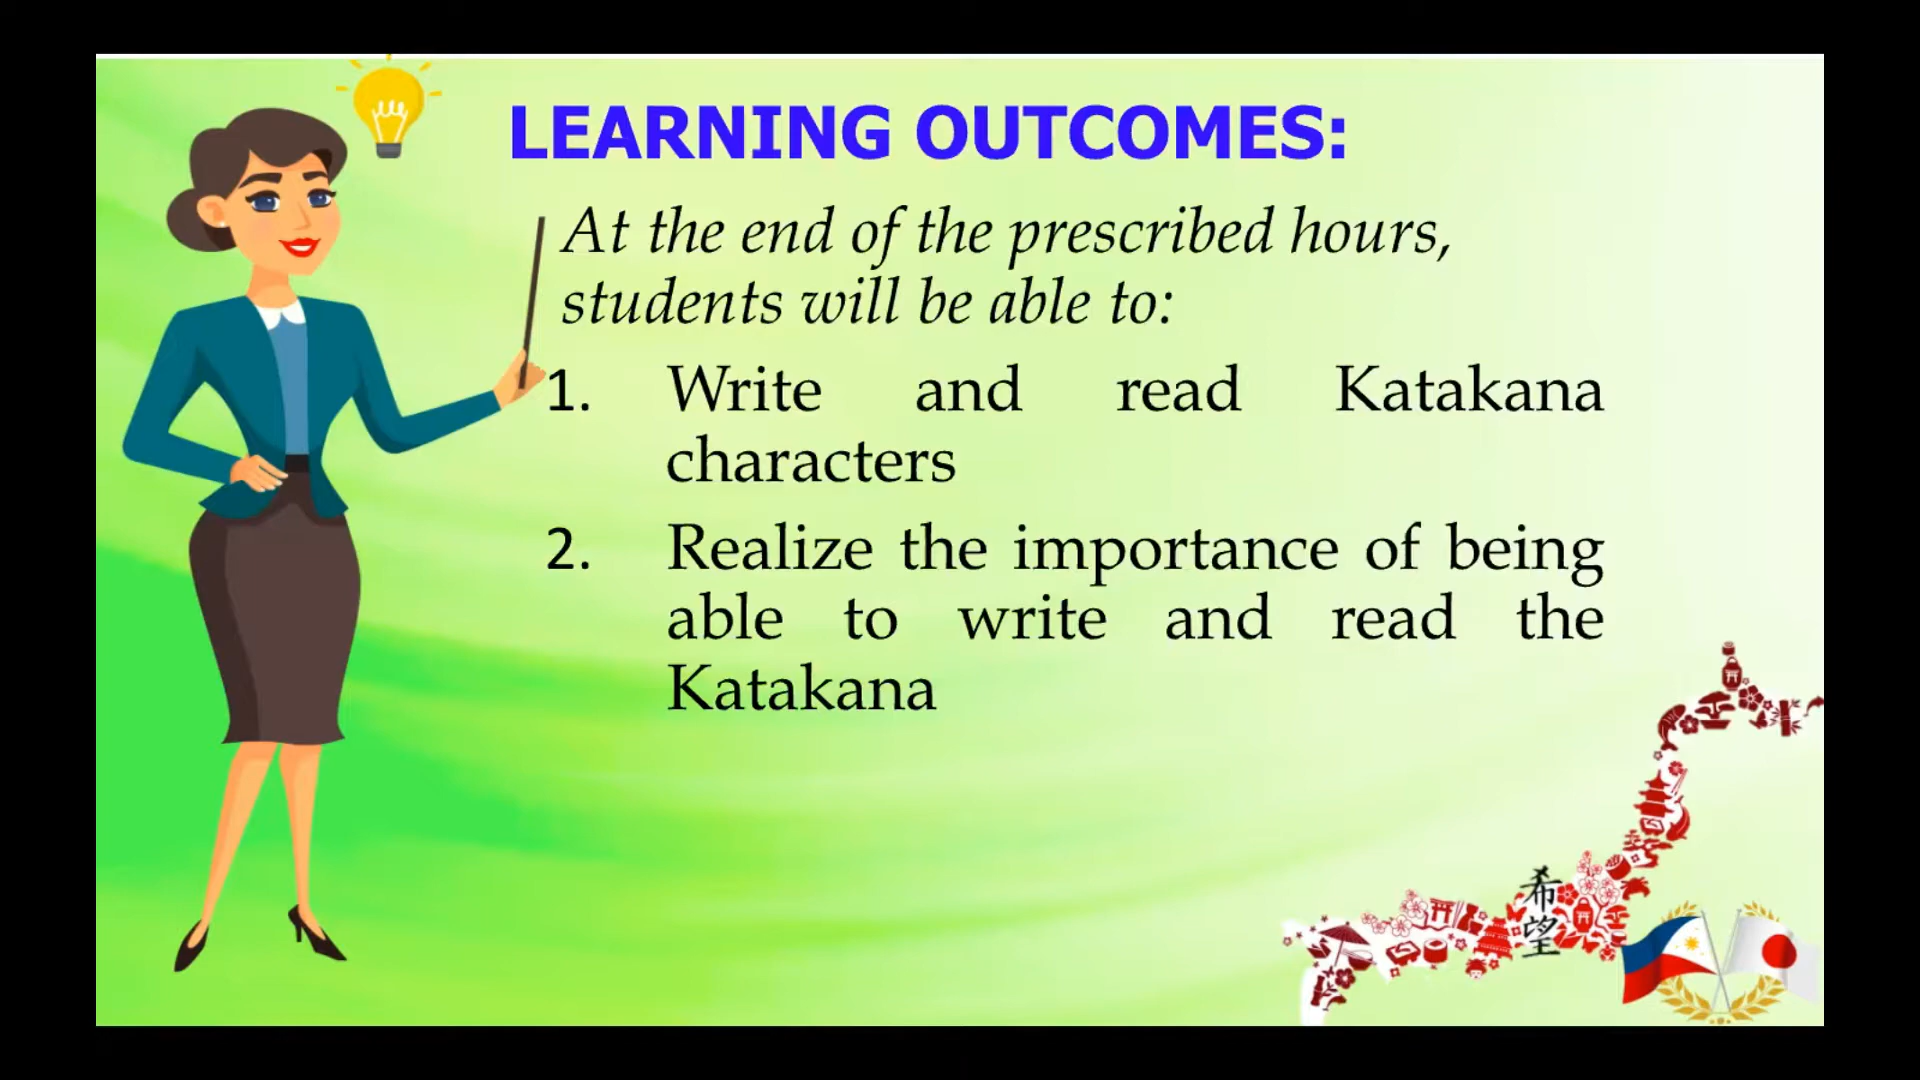 LEARNING OUTCOMES:
At the end of the prescribed hours,
students will be able to:
1. Write and read Katakana
characters
2. Realize the importance of being
able to write and read the
Katakana
希望